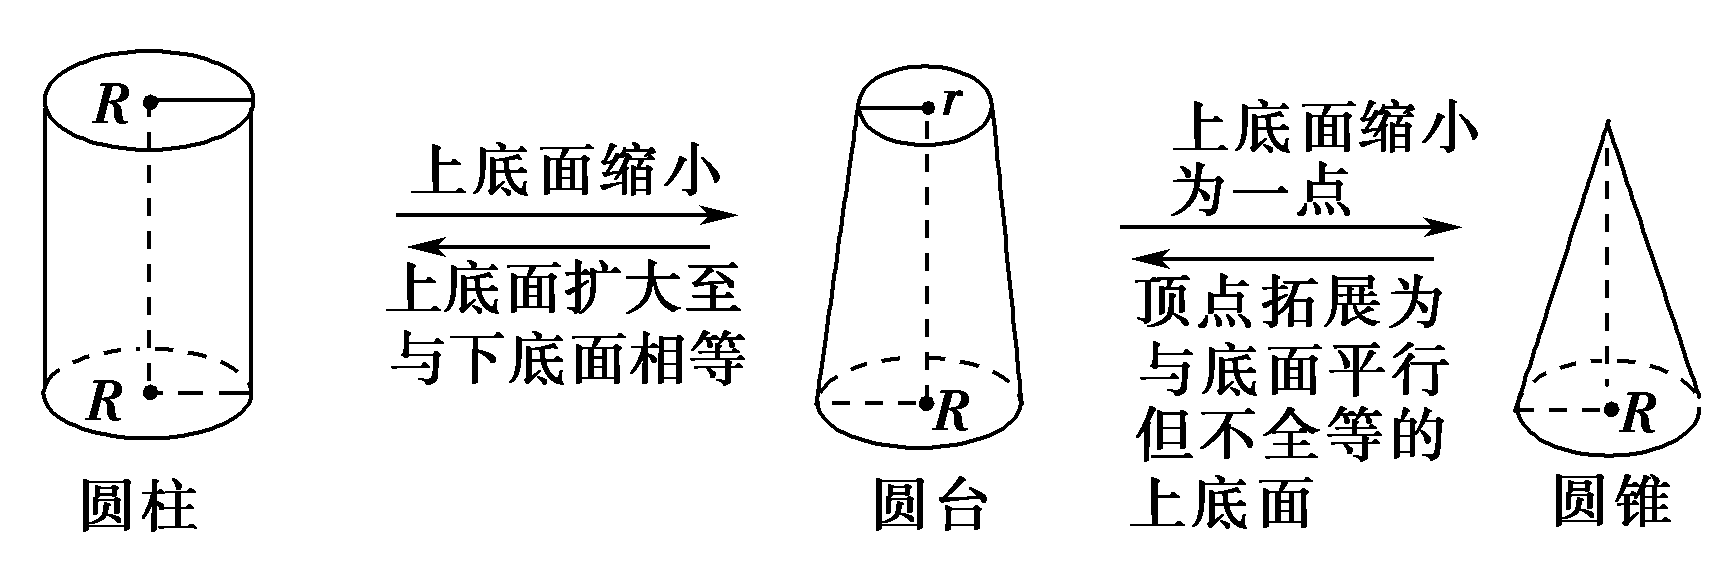 R
R
圆柱
上底面缩小
上底面扩大至
与下底面相等
r
R
圆台
上底面缩小
为一点
顶点拓展为
与底面平行
但不全等的
上底面
R
圆锥